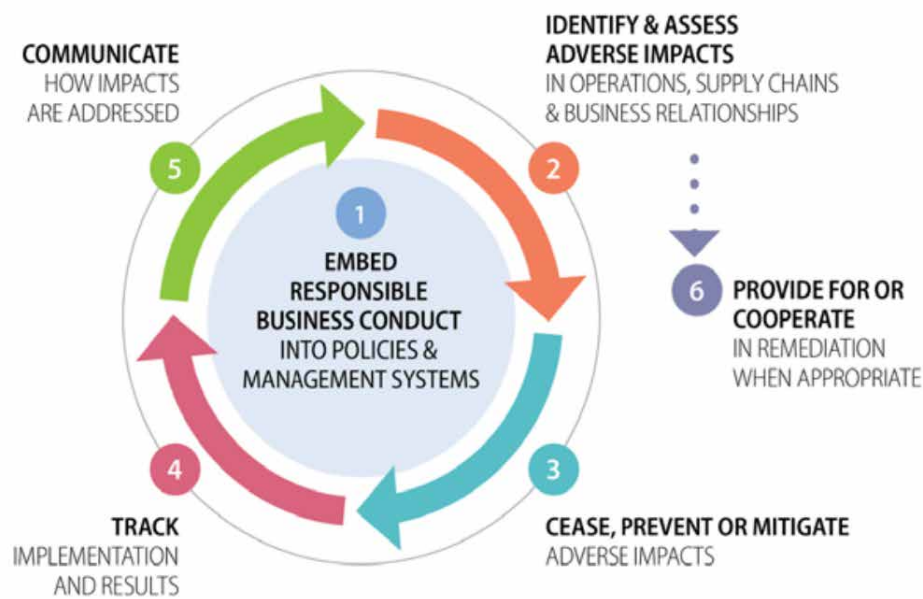 1
EMBED
RESPONSIBLE
BUSINESS CONDUCT
INTO POLICIES &
MANAGEMENT SYSTEMS
2
IDENTIFY & ASSESS
ADVERSE IMPACTS
IN OPERATIONS, SUPPLY CHAINS
& BUSINESS RELATIONSHIPS
3
CEASE, PREVENT OR MITIGATE
ADVERSE IMPACTS
4
TRACK
IMPLEMENTATION
AND RESULTS
5
COMMUNICATE
HOW IMPACTS
ARE ADDRESSED
6
PROVIDE FOR OR
COOPERATE
IN REMEDIATION
WHEN APPROPRIATE